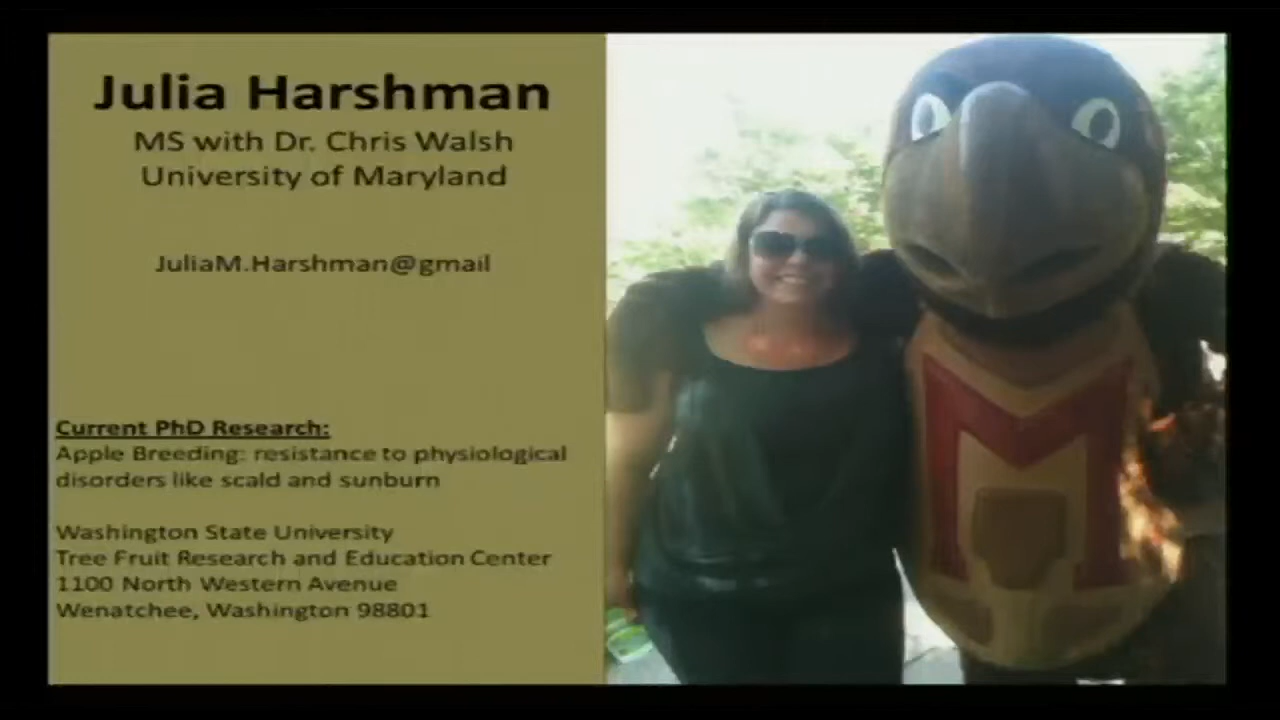 Julia Harshman
MS with Dr. Chris Walsh
University of Maryland
JuliaM.Harshman@gmail
Current PhD Research:
Apple Breeding: resistance to physiological
disorders like scald and sunburn
Washington State University
Tree Fruit Research and Education Center
1100 North Western Avenue
Wenatchee, Washington 98801
M